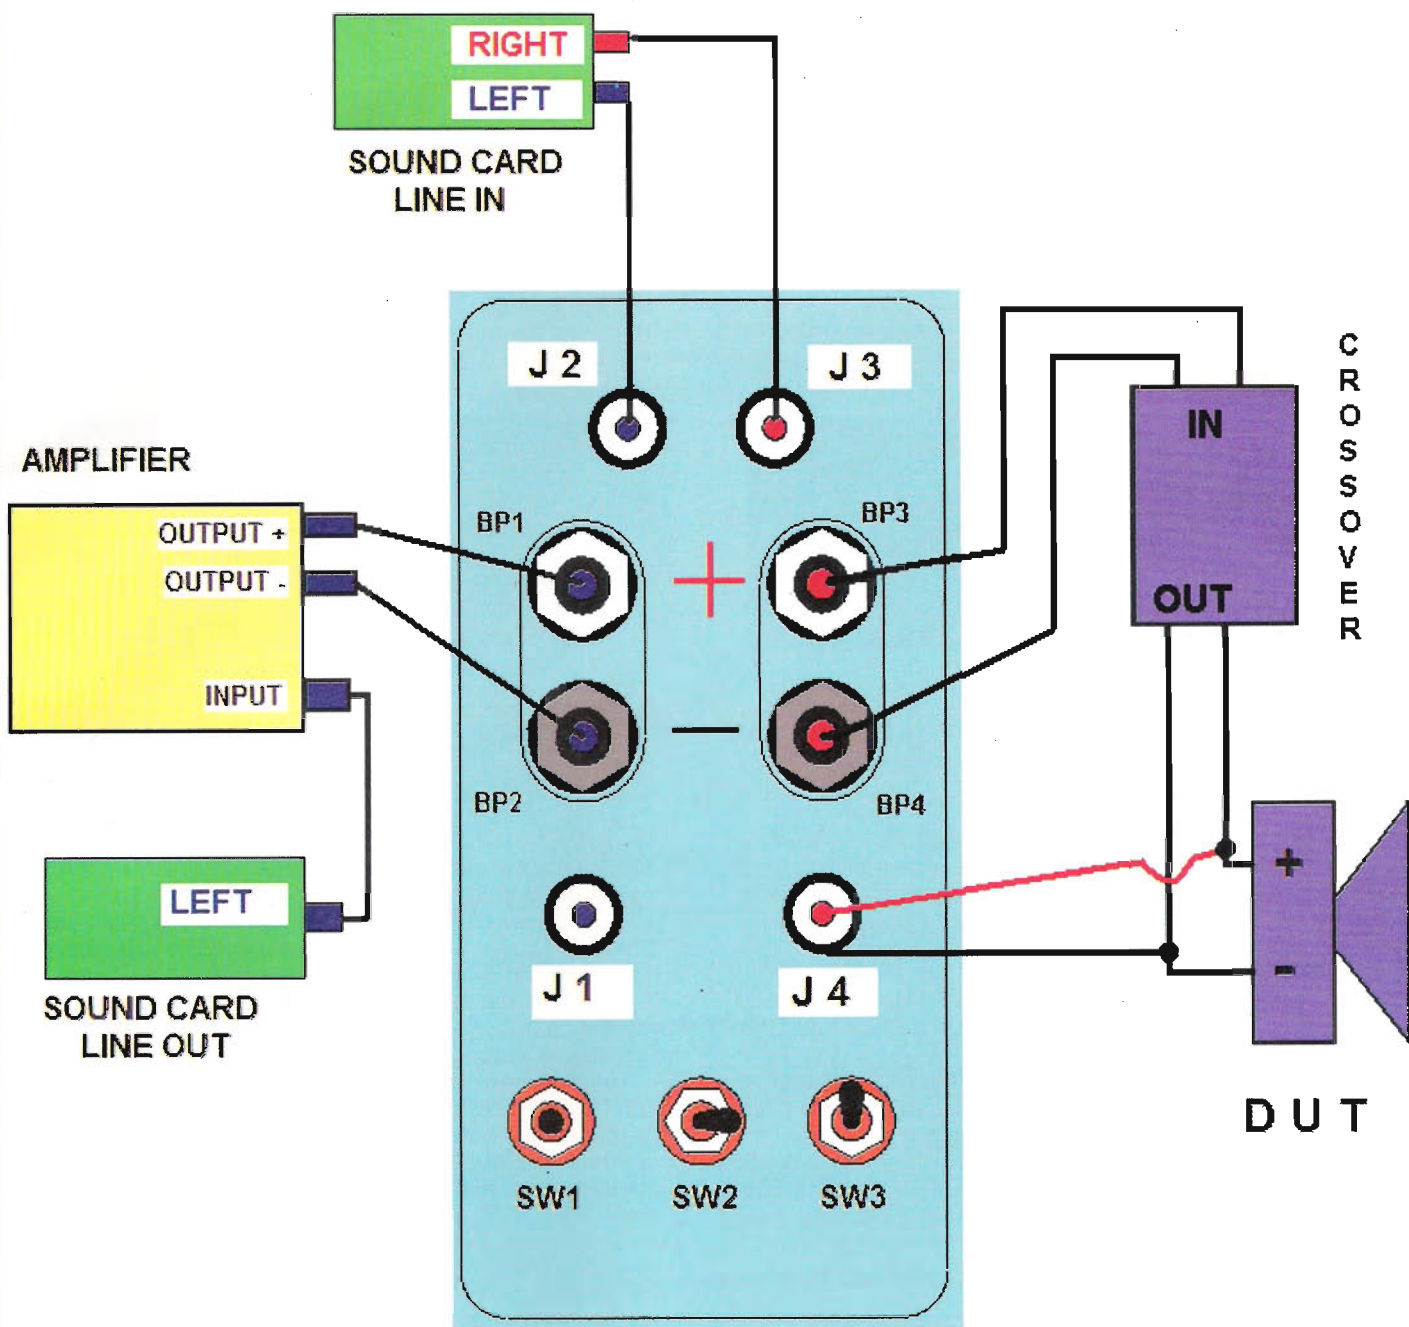 RIGHT
LEFT
SOUND CARD
LINE IN
J 2
J 3
CROSSOVER
IN
OUT
AMPLIFIER
OUTPUT +
OUTPUT -
INPUT
BP1
BP3
+
−
BP2
BP4
LEFT
SOUND CARD
LINE OUT
J 1
J 4
+
-
D U T
SW1
SW2
SW3